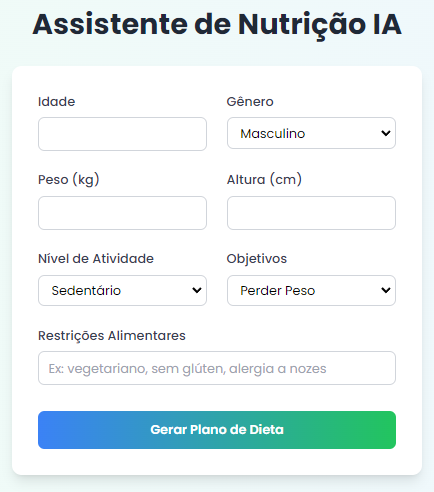 Assistente de Nutrição IA
Idade
Gênero
Masculino
Peso (kg)
Altura (cm)
Nível de Atividade
Objetivos
Sedentário
Perder Peso
Restrições Alimentares
Ex: vegetariano, sem glúten, alergia a nozes
Gerar Plano de Dieta